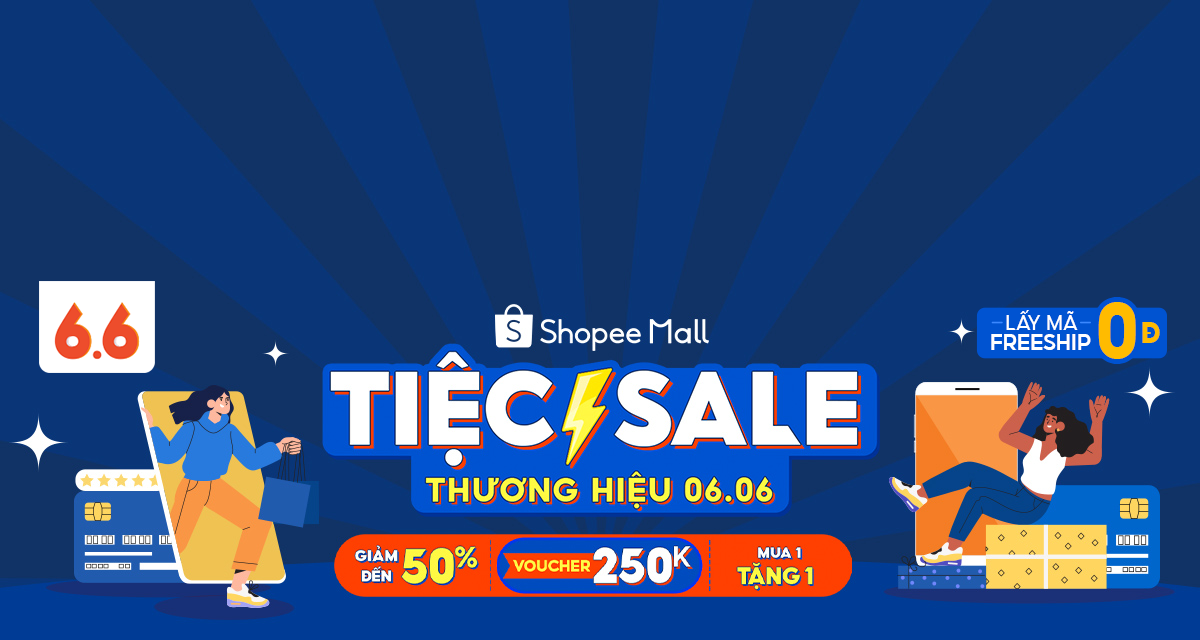 6.6
S Shopee Mall
LẤY MÃ
FREESHIP 0Đ
TIỆC SALE
THƯƠNG HIỆU 06.06
GIẢM
ĐẾN 50%
VOUCHER 250K
MUA 1
TẶNG 1